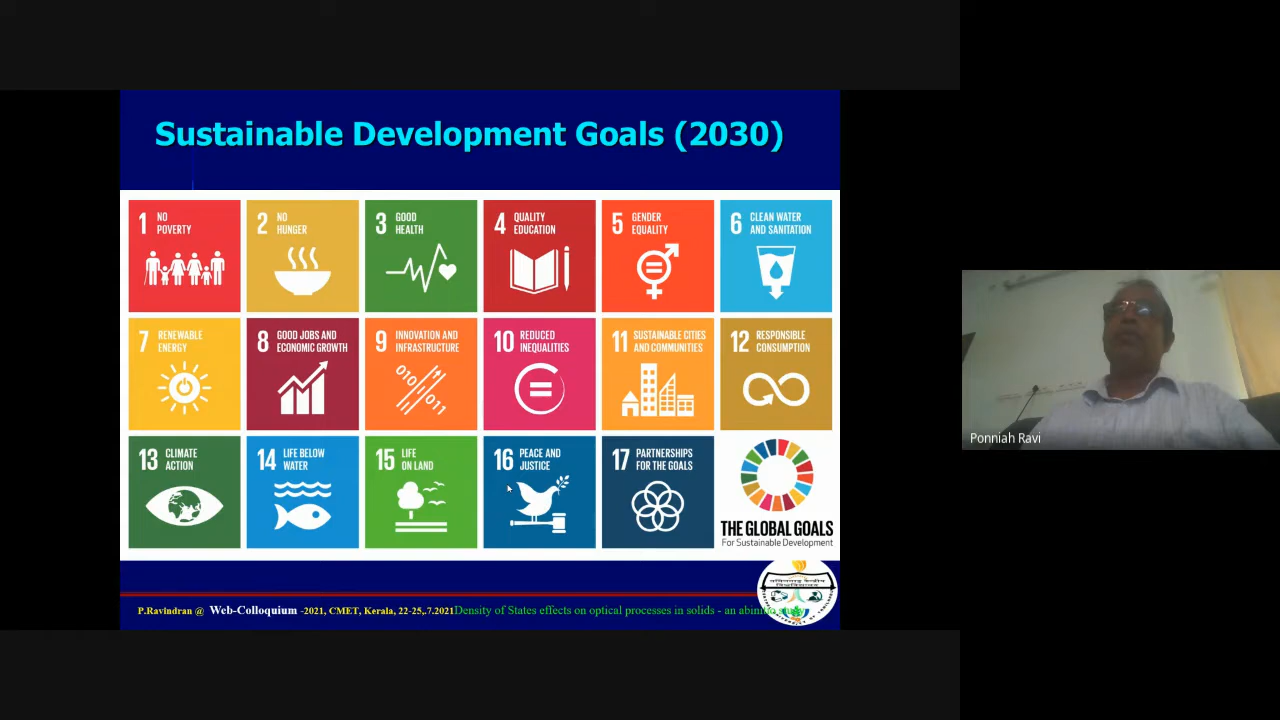 Sustainable Development Goals (2030)
1 NO
POVERTY
2 NO
HUNGER
3 GOOD
HEALTH
4 QUALITY
EDUCATION
5 GENDER
EQUALITY
6 CLEAN WATER
AND SANITATION
7 RENEWABLE
ENERGY
8 GOOD JOBS AND
ECONOMIC GROWTH
9 INNOVATION AND
INFRASTRUCTURE
010
011
10 REDUCED
INEQUALITIES
11 SUSTAINABLE CITIES
AND COMMUNITIES
12 RESPONSIBLE
CONSUMPTION
13 CLIMATE
ACTION
14 LIFE BELOW
WATER
15 LIFE
ON LAND
16 PEACE AND
JUSTICE
17 PARTNERSHIPS
FOR THE GOALS
THE GLOBAL GOALS
For Sustainable Development
P.Ravindran @ Web-Colloquium -2021, CMET, Kerala, 22-25,,7.2021 Density of States effects on optical processes in solids - an
Ponniah Ravi